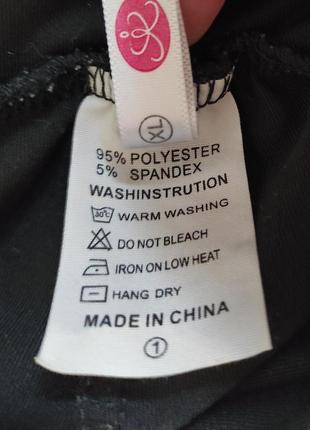 XL
95% POLYESTER
5% SPANDEX
WASHINSTRUTION
30°C WARM WASHING
DO NOT BLEACH
IRON ON LOW HEAT
HANG DRY
MADE IN CHINA
1